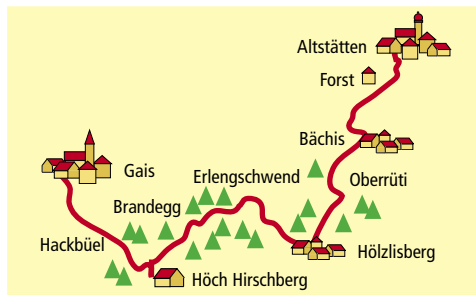 Altstätten
Forst
Bächis
Gais
Erlengschwend
Oberrüti
Brandegg
Hackbüel
Hölzlisberg
Höch Hirschberg